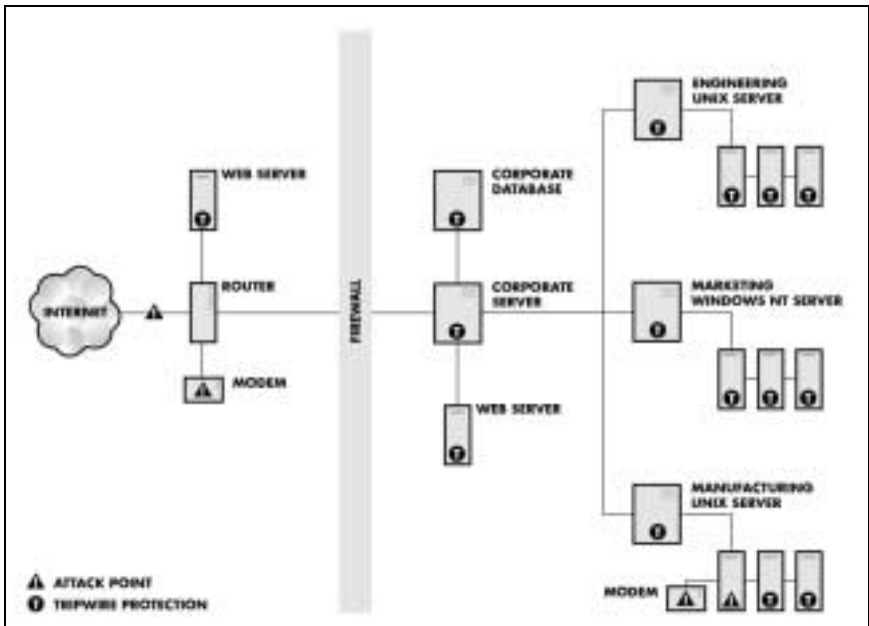 ENGINEERING
UNIX SERVER
T
T
T
T
WEB SERVER
T
CORPORATE
DATABASE
T
INTERNET
ROUTER
FIREWALL
CORPORATE
SERVER
T
MARKETING
WINDOWS NT SERVER
T
T
T
T
MODEM
WEB SERVER
T
MANUFACTURING
UNIX SERVER
T
MODEM
T
T
ATTACK POINT
T TRIPWIRE PROTECTION